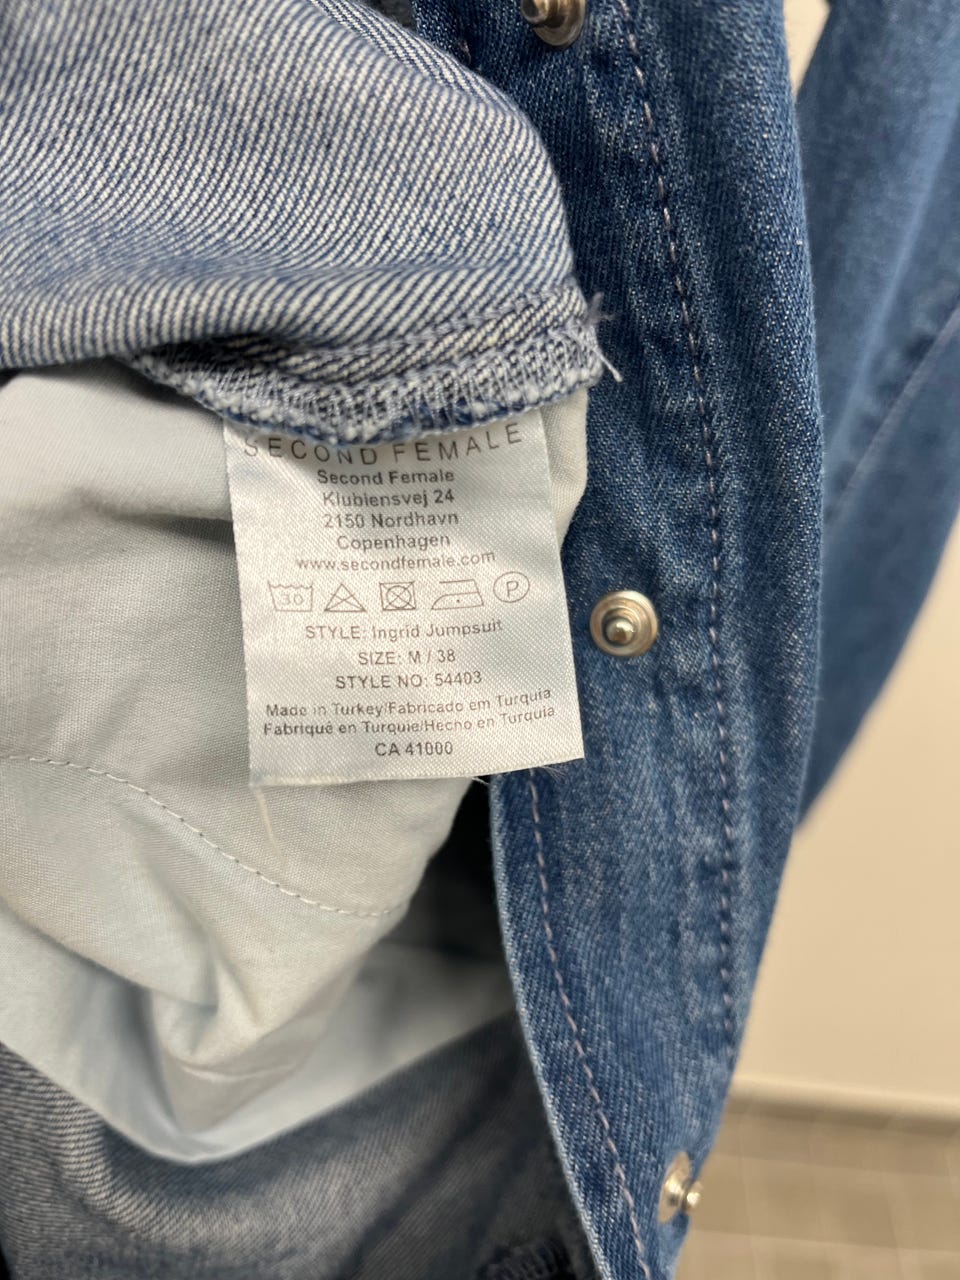 SECOND FEMALE
Second Female
Klubiensvej 24
2150 Nordhavn
Copenhagen
www.secondfemale.com
30 P
STYLE: Ingrid Jumpsuit
SIZE: M / 38
STYLE NO: 54403
Made in Turkey/Fabricado em Turquia
Fabriqué en Turquie/Hecho en Turquia
CA 41000